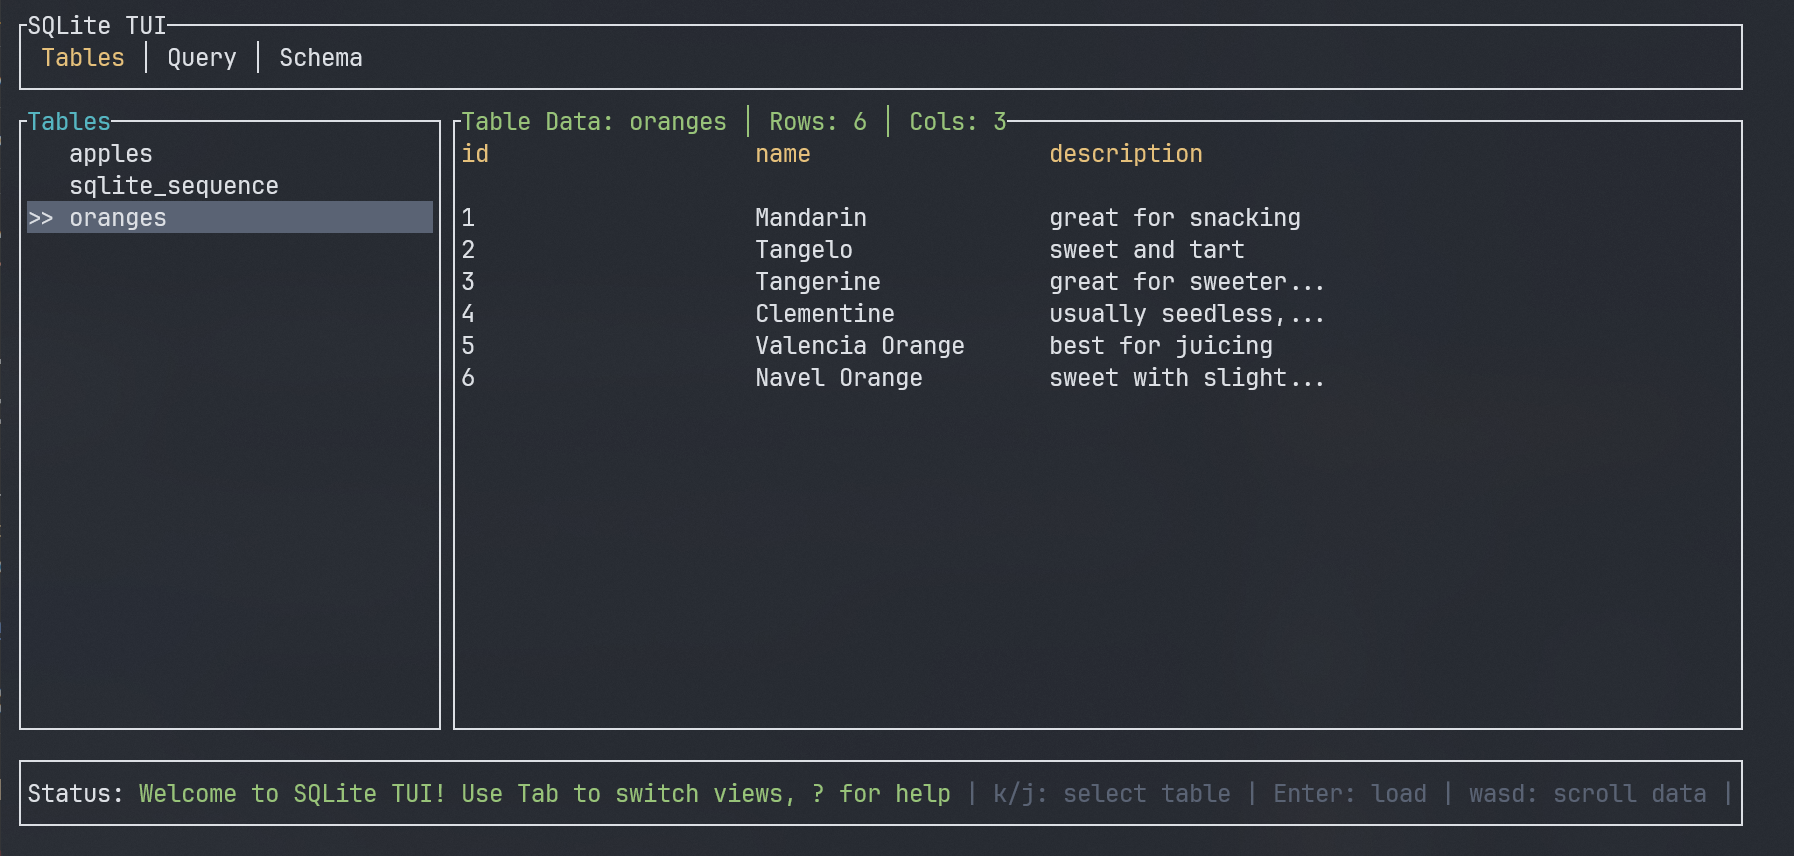 SQLite TUI
Tables │ Query │ Schema
Tables
apples
sqlite_sequence
>> oranges
Table Data: oranges │ Rows: 6 │ Cols: 3
id name description
1 Mandarin great for snacking
2 Tangelo sweet and tart
3 Tangerine great for sweeter...
4 Clementine usually seedless,...
5 Valencia Orange best for juicing
6 Navel Orange sweet with slight...
Status: Welcome to SQLite TUI! Use Tab to switch views, ? for help | k/j: select table | Enter: load | wasd: scroll data |